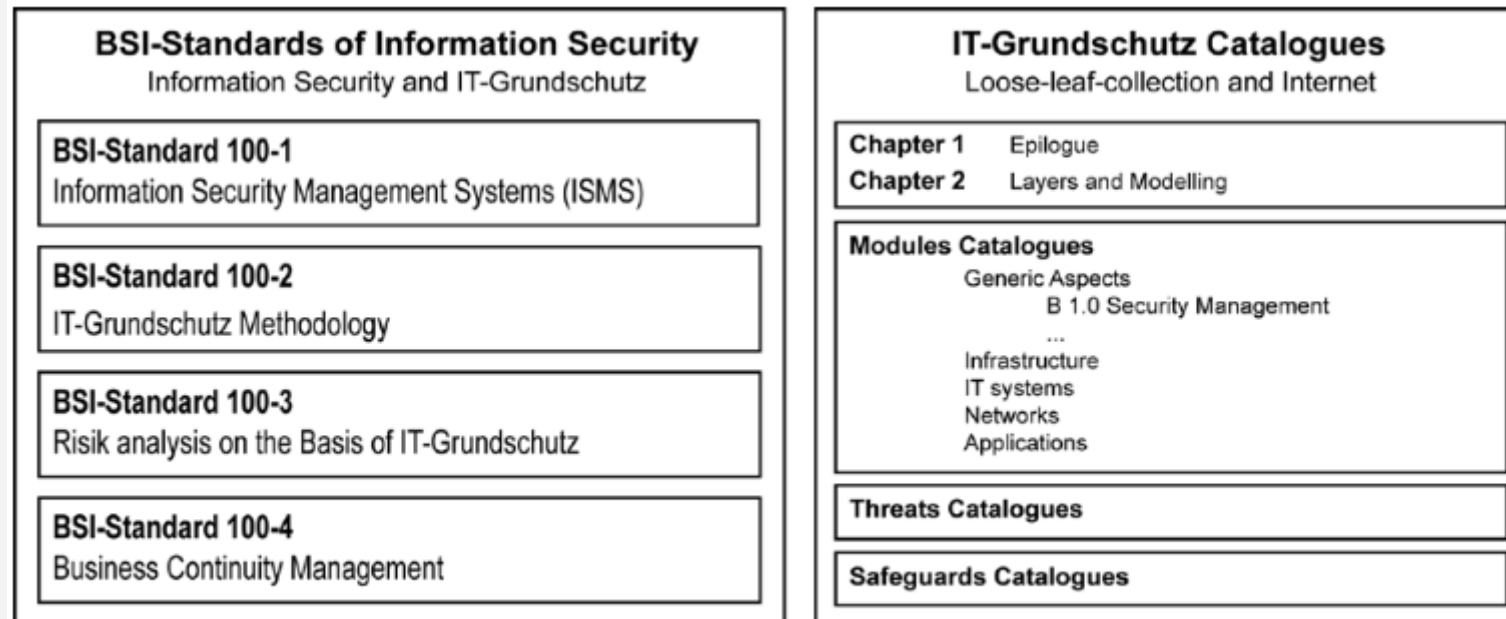 BSI-Standards of Information Security
Information Security and IT-Grundschutz
BSI-Standard 100-1
Information Security Management Systems (ISMS)
BSI-Standard 100-2
IT-Grundschutz Methodology
BSI-Standard 100-3
Risik analysis on the Basis of IT-Grundschutz
BSI-Standard 100-4
Business Continuity Management
IT-Grundschutz Catalogues
Loose-leaf-collection and Internet
Chapter 1 Epilogue
Chapter 2 Layers and Modelling
Modules Catalogues
Generic Aspects
B 1.0 Security Management
...
Infrastructure
IT systems
Networks
Applications
Threats Catalogues
Safeguards Catalogues